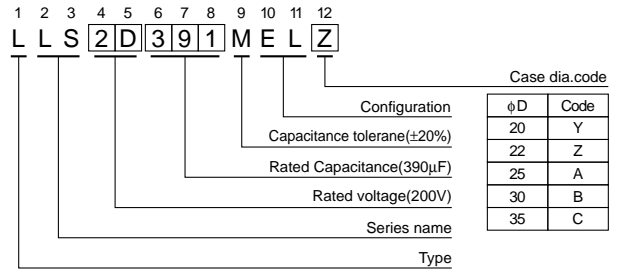 1 2 3 4 5 6 7 8 9 10 11 12
L L S 2 D 3 9 1 M E L Z
Case dia.code
Configuration
Capacitance tolerane(±20%)
Rated Capacitance(390µF)
Rated voltage(200V)
Series name
Type
ϕD Code
20 Y
22 Z
25 A
30 B
35 C